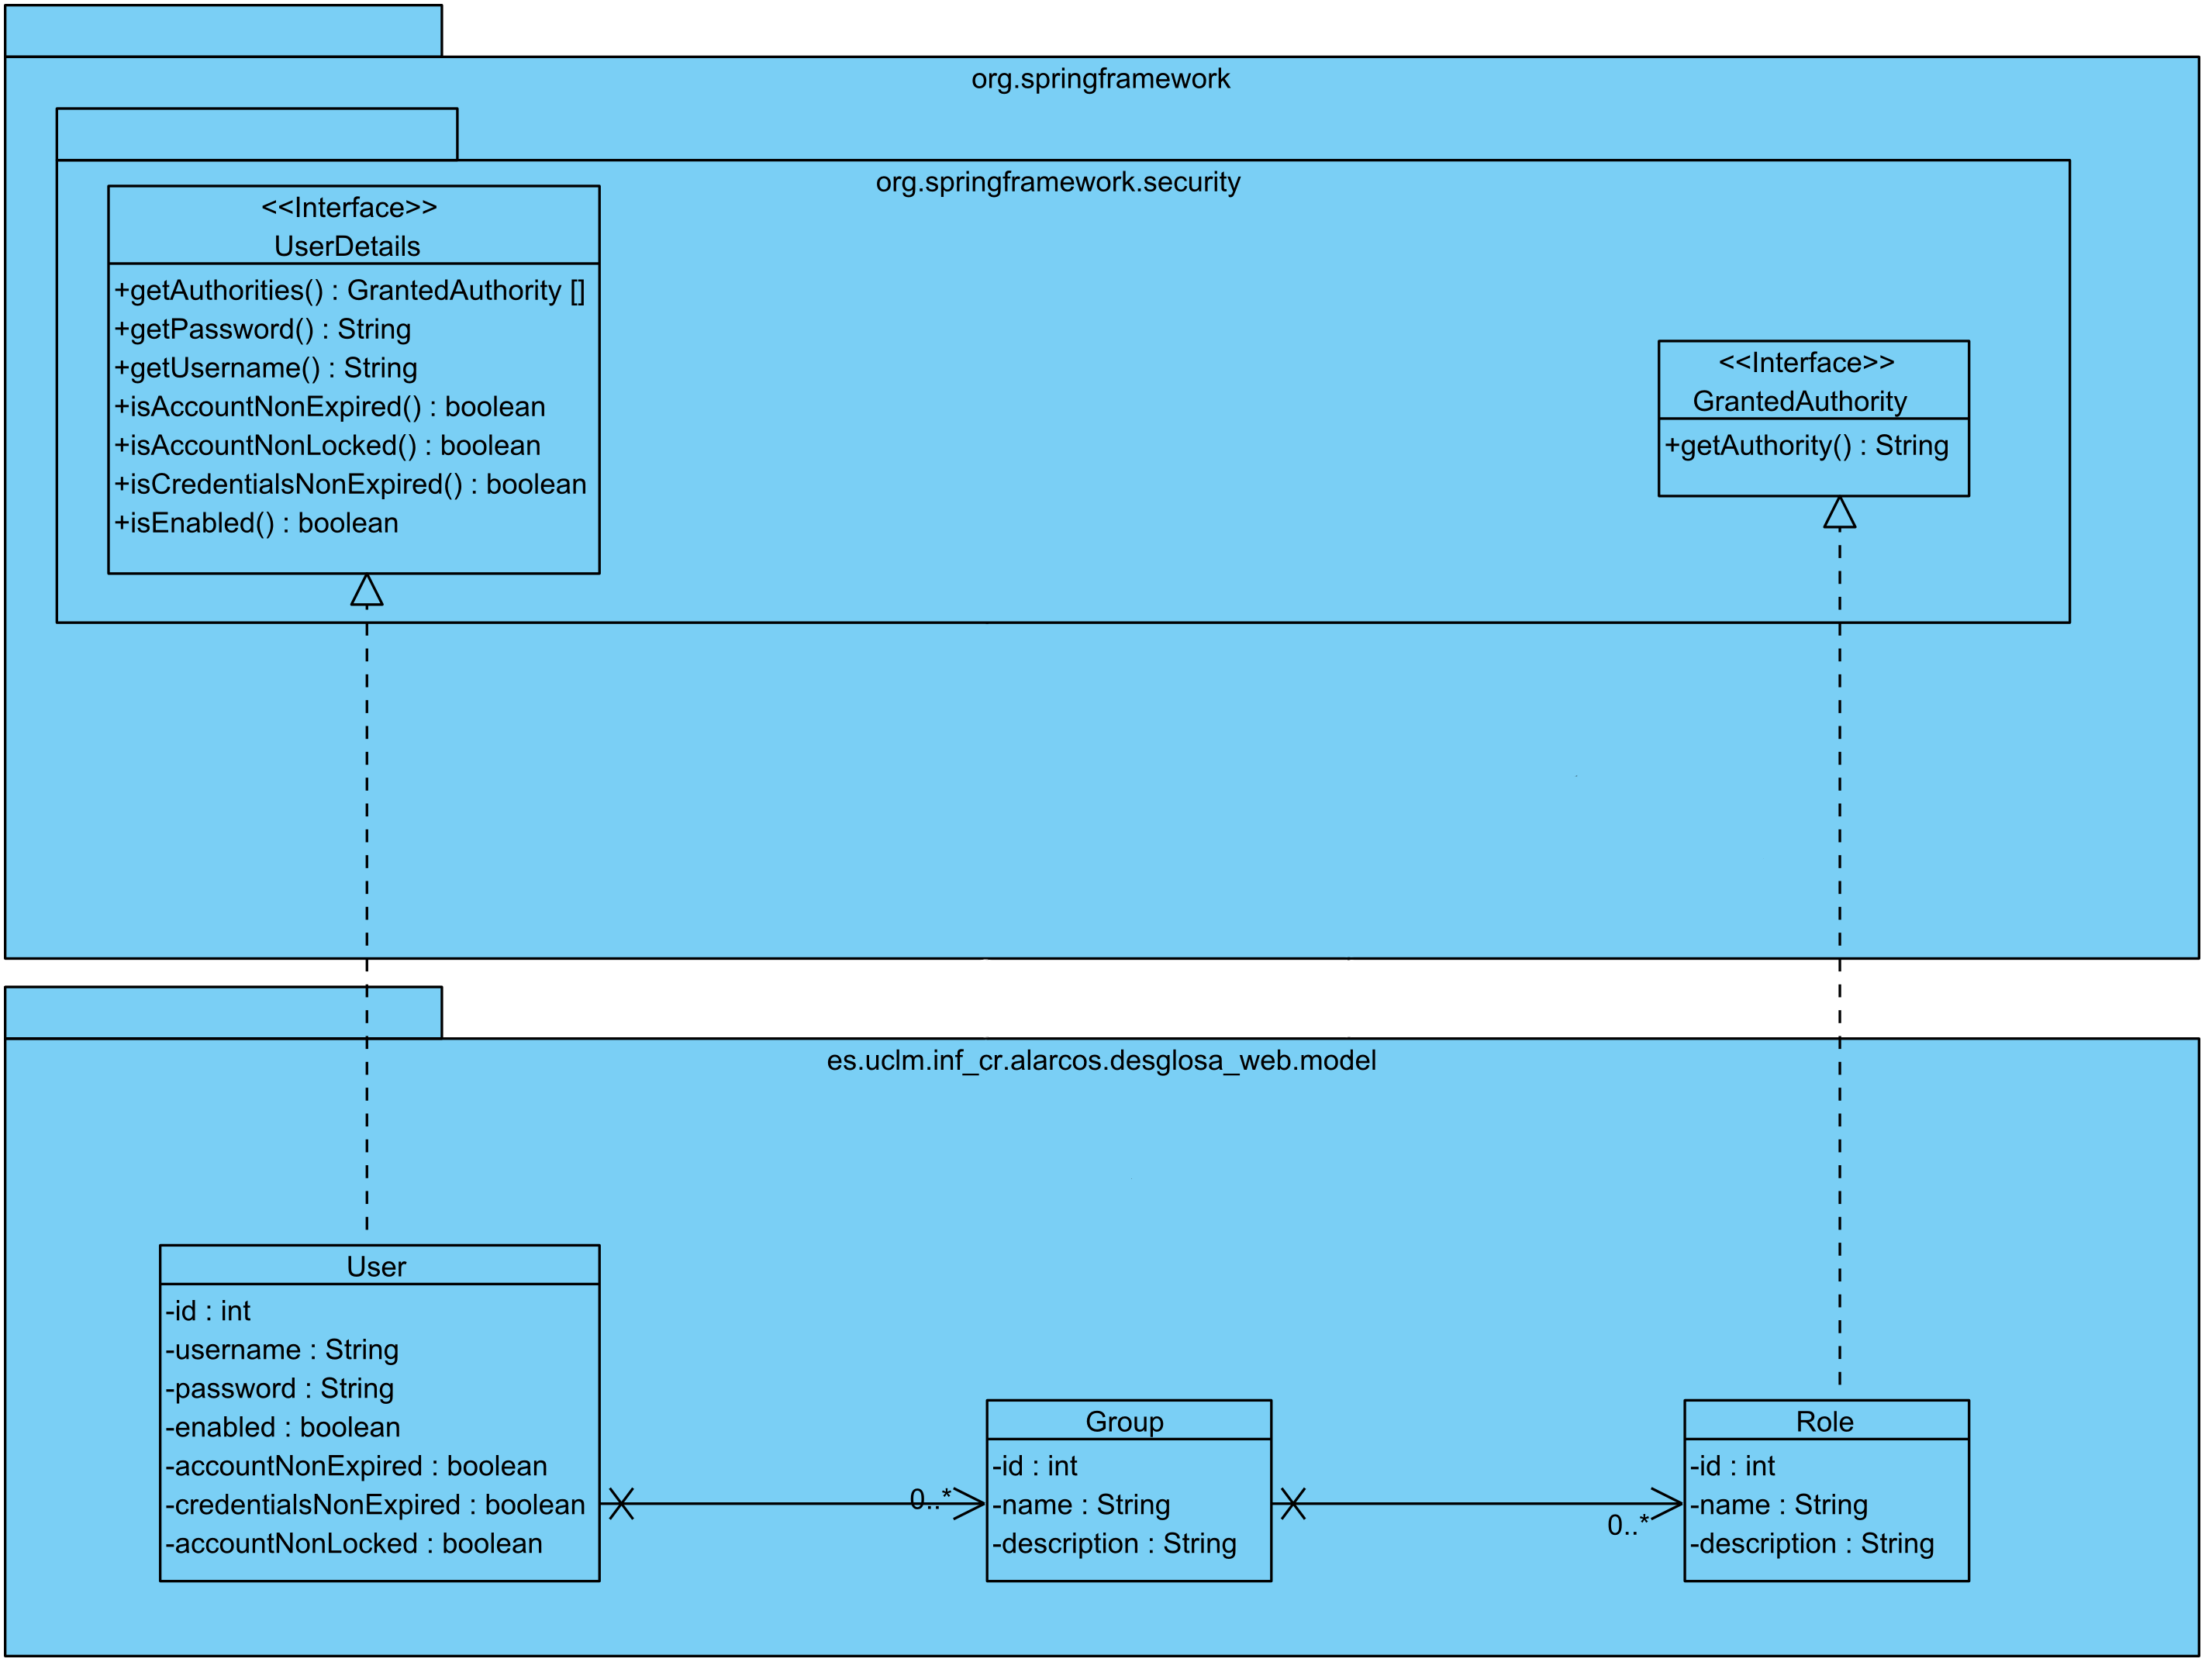 org.springframework
org.springframework.security
<<Interface>>
UserDetails
+getAuthorities() : GrantedAuthority []
+getPassword() : String
+getUsername() : String
+isAccountNonExpired() : boolean
+isAccountNonLocked() : boolean
+isCredentialsNonExpired() : boolean
+isEnabled() : boolean
<<Interface>>
GrantedAuthority
+getAuthority() : String
es.uclm.inf_cr.alarcos.desglosa_web.model
User
-id : int
-username : String
-password : String
-enabled : boolean
-accountNonExpired : boolean
-credentialsNonExpired : boolean
-accountNonLocked : boolean
0..*
Group
-id : int
-name : String
-description : String
0..*
Role
-id : int
-name : String
-description : String